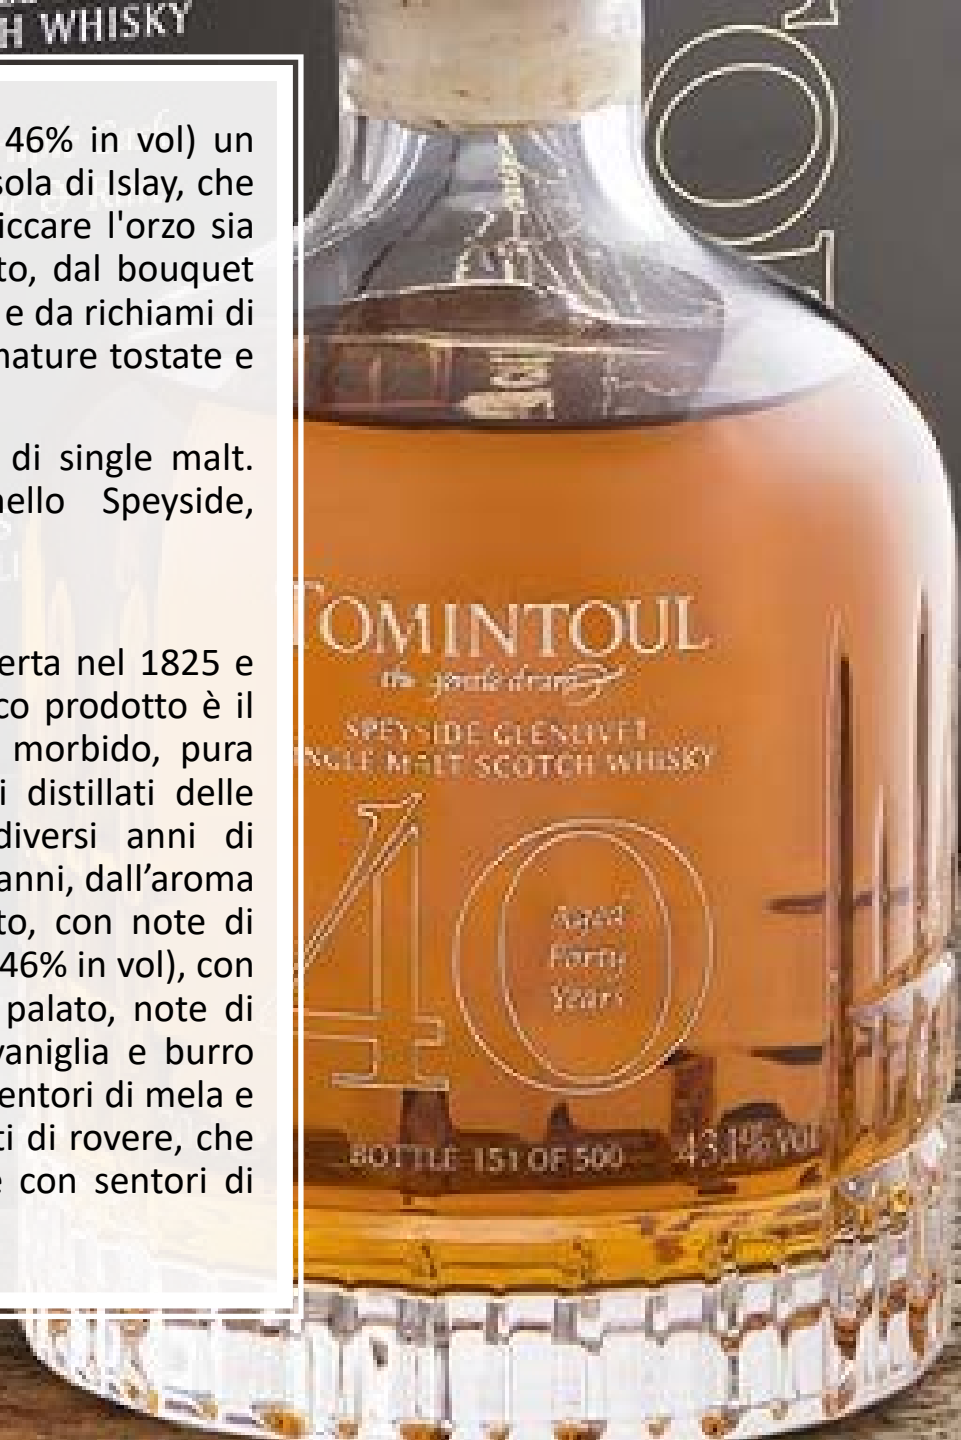 H WHISKY
46% in vol) un
sola di Islay, che
iccare l'orzo sia
to, dal bouquet
e da richiami di
nature tostate e
di single malt.
nello Speyside,
erta nel 1825 e
co prodotto è il
morbido, pura
i distillati delle
diversi anni di
anni, dall’aroma
to, con note di
46% in vol), con
palato, note di
vaniglia e burro
entori di mela e
ti di rovere, che
e con sentori di
TOMINTOUL
the gentle dram
SPEYSIDE GLENLIVET
INGLE MALT SCOTCH WHISKY
40
Aged
Forty
Years
BOTTLE 151 OF 500 43,1% VOL